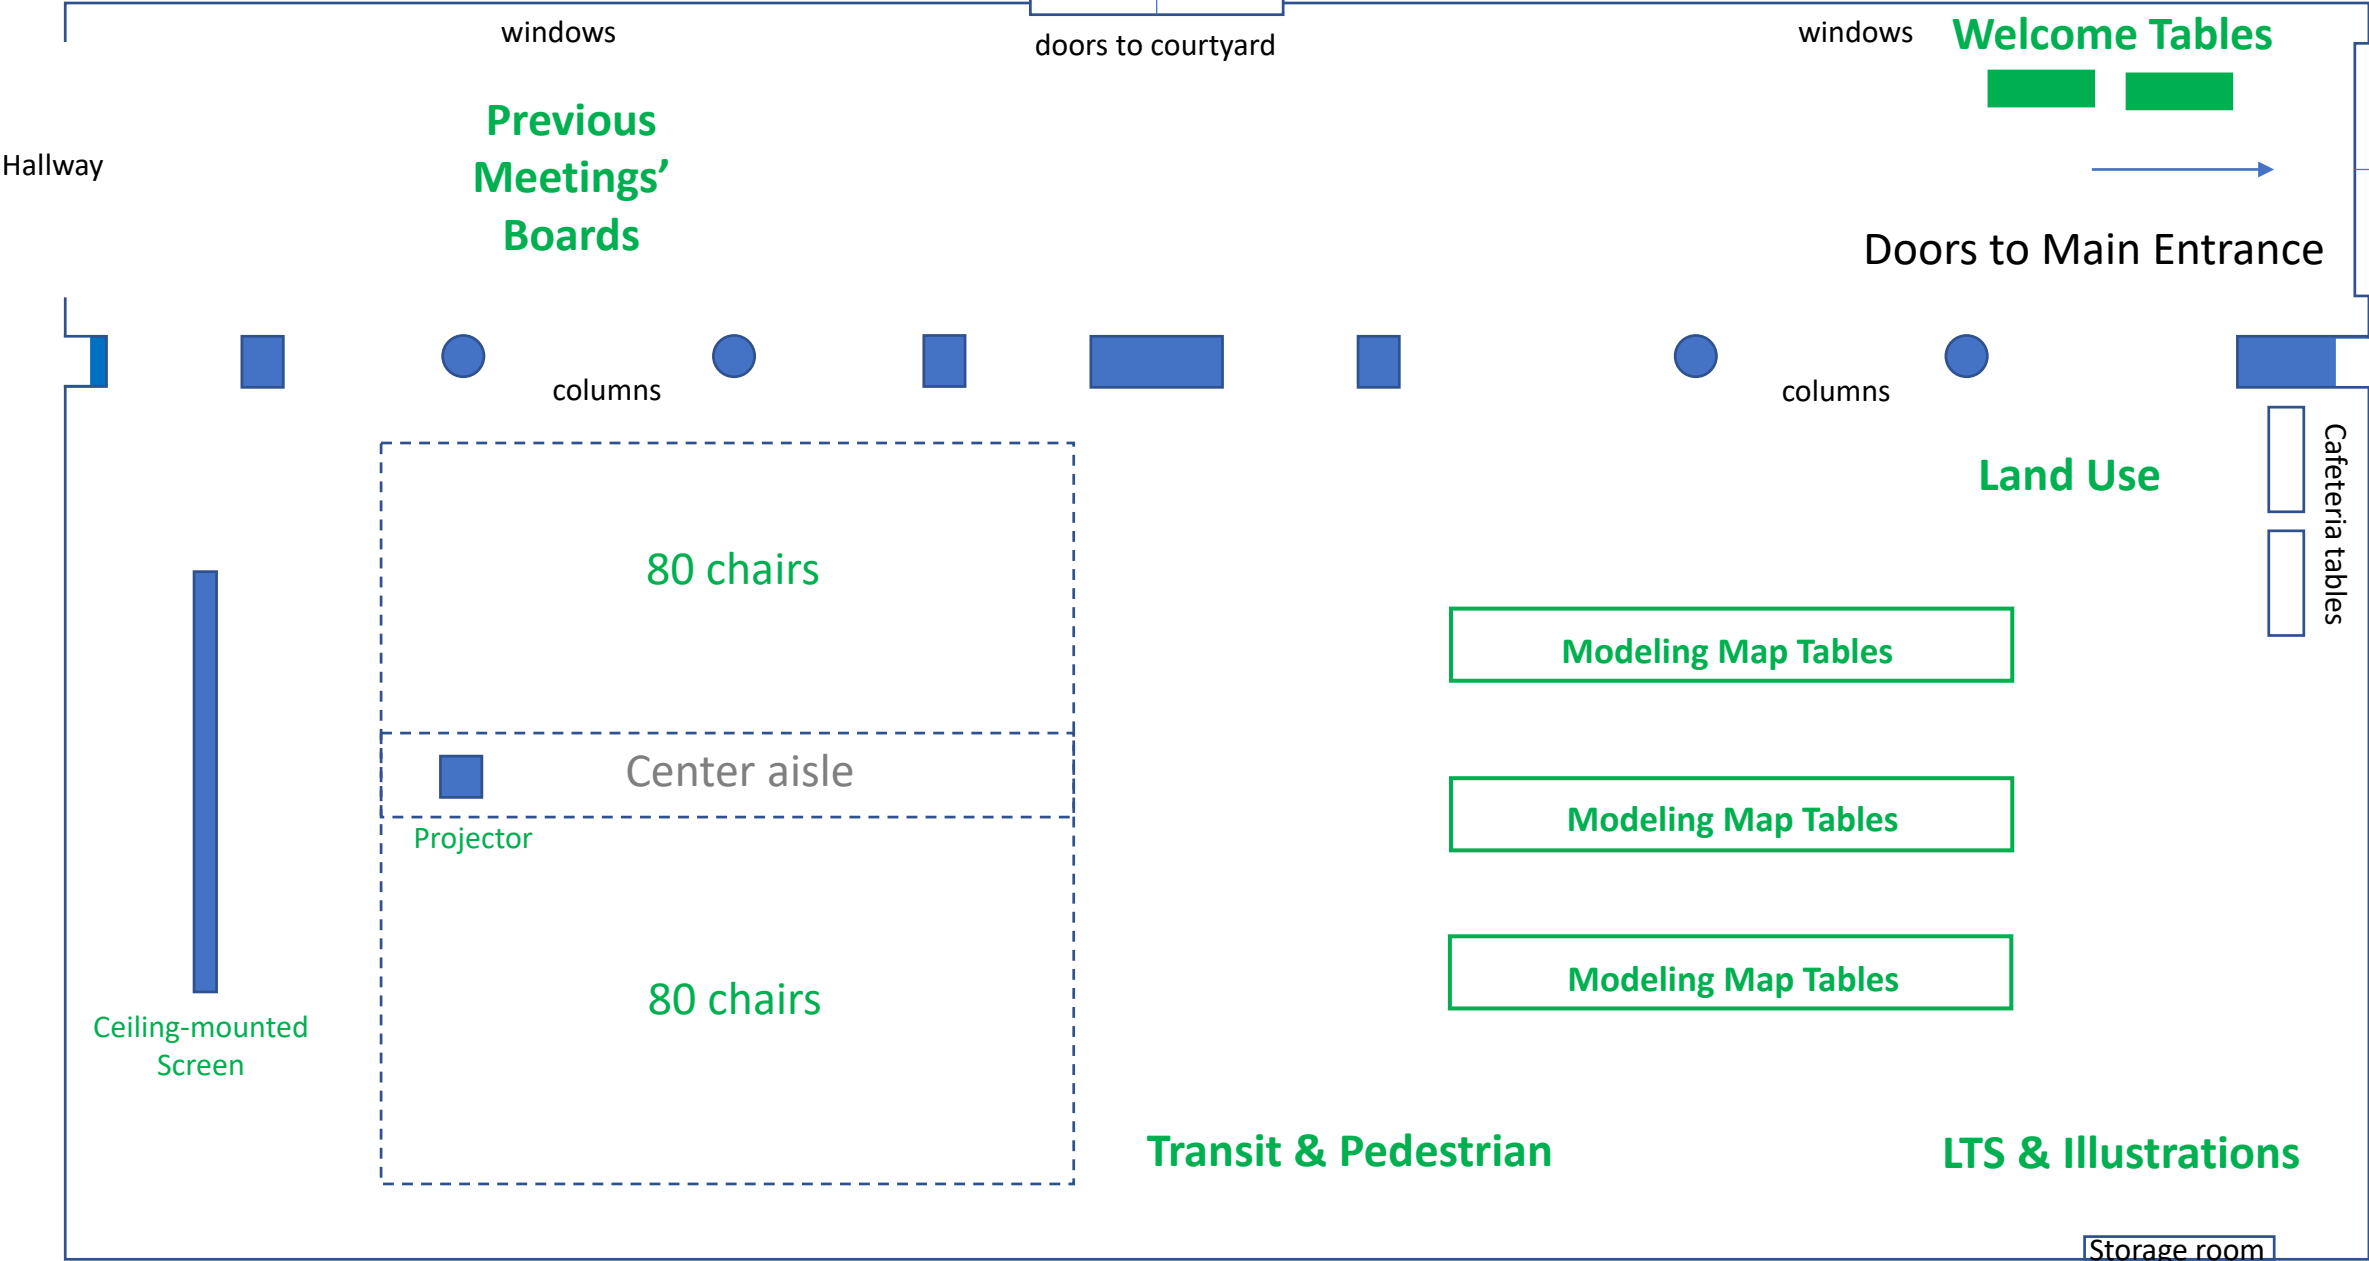 windows
doors to courtyard
windows
Welcome Tables
Previous
Meetings’
Boards
Hallway
Doors to Main Entrance
columns
columns
Cafeteria tables
Land Use
80 chairs
Modeling Map Tables
Center aisle
Projector
Modeling Map Tables
80 chairs
Modeling Map Tables
Ceiling-mounted
Screen
Transit & Pedestrian
LTS & Illustrations
Storage room